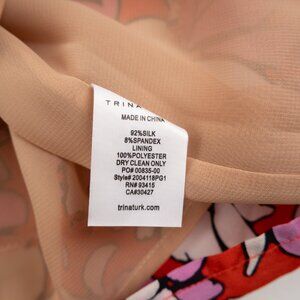 TRINA
MADE IN CHINA
92%SILK
8%SPANDEX
LINING
100%POLYESTER
DRY CLEAN ONLY
PO# 00835-00
Style# 2004118PG1
RN# 93415
CA#30427
trinaturk.com